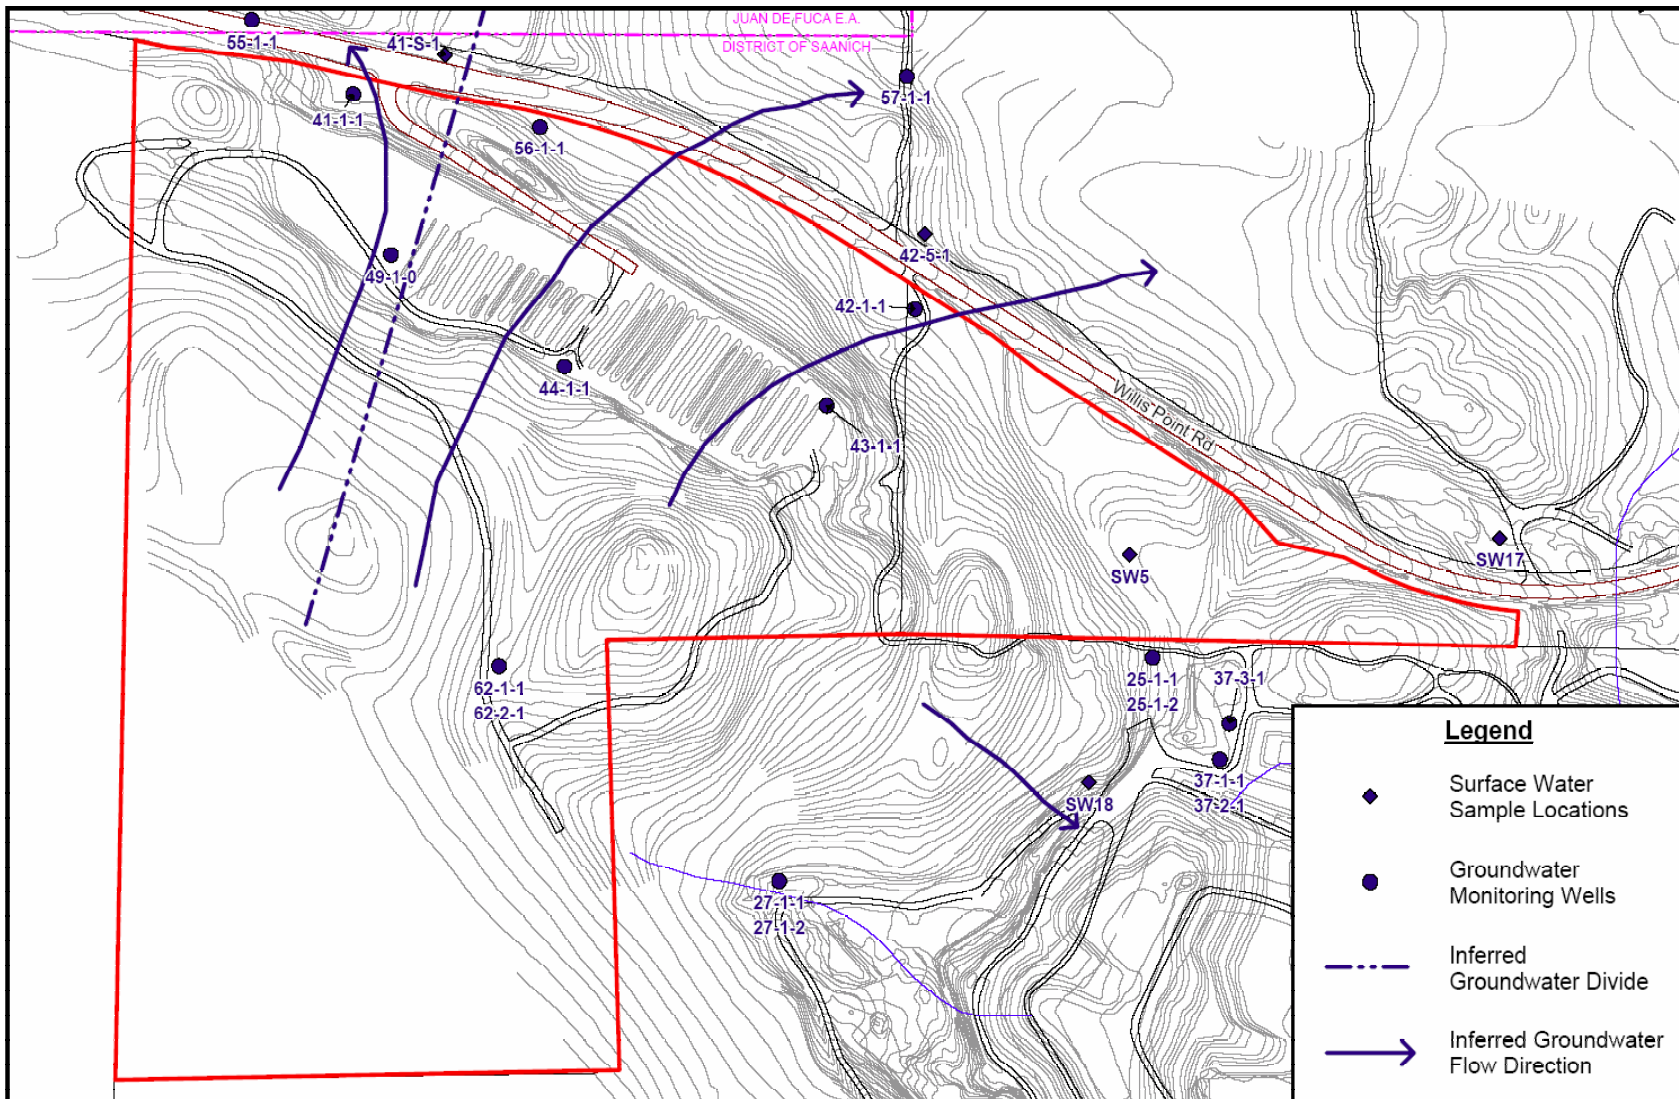 JUAN DE FUCA E.A.
DISTRICT OF SAANICH
55-1-1
41-S-1
41-1-1
56-1-1
57-1-1
49-1-0
42-5-1
42-1-1
44-1-1
43-1-1
Willis Point Rd
SW5
SW17
62-1-1
62-2-1
25-1-1
25-1-2
37-3-1
37-1-1
37-2-1
SW18
27-1-1
27-1-2
Legend
Surface Water
Sample Locations
Groundwater
Monitoring Wells
Inferred
Groundwater Divide
Inferred Groundwater
Flow Direction